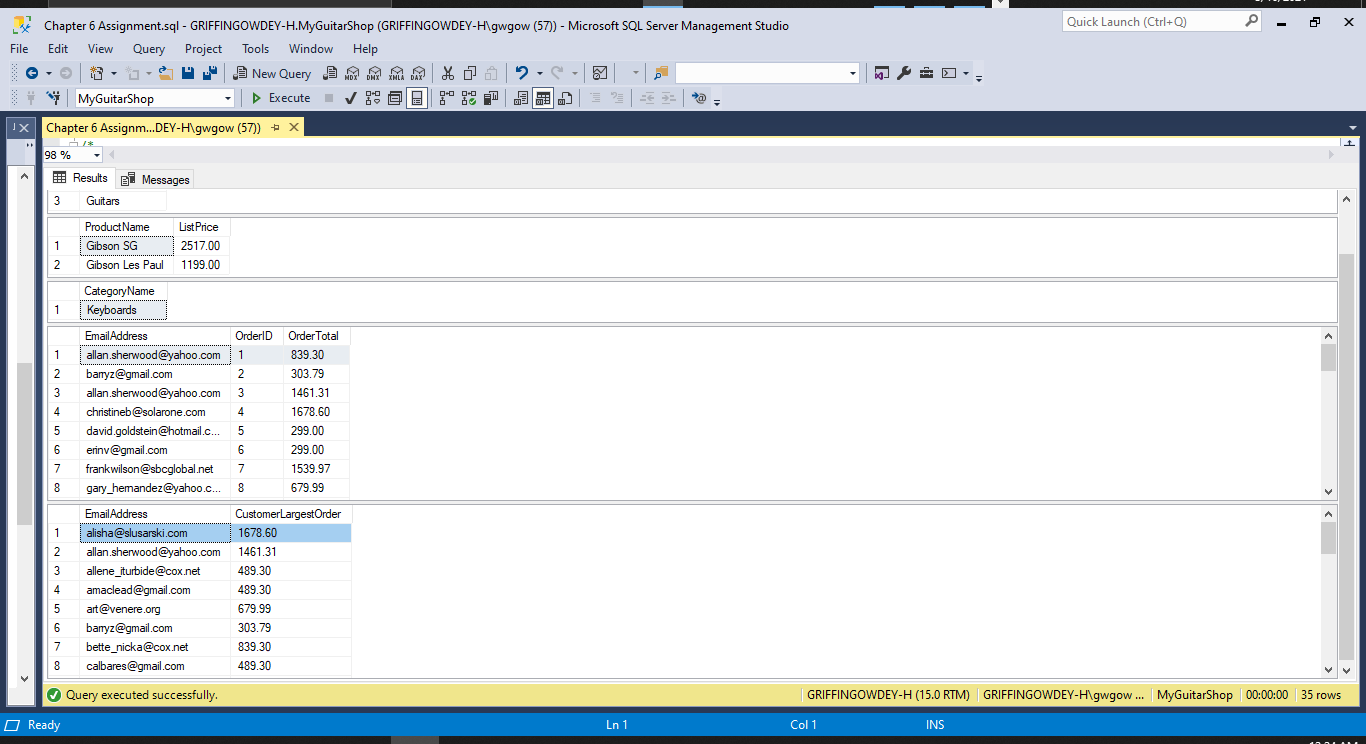 Chapter 6 Assignment.sql - GRIFFINGOWDEY-H.MyGuitarShop (GRIFFINGOWDEY-H\gwgow (57)) - Microsoft SQL Server Management Studio
Quick Launch (Ctrl+Q)
File Edit View Query Project Tools Window Help
New Query MDX DMX XMLA DAX
MyGuitarShop Execute
Chapter 6 Assignm...DEY-H\gwgow (57))
/*
98 %
Results Messages
3 Guitars
ProductName ListPrice
1 Gibson SG 2517.00
2 Gibson Les Paul 1199.00
CategoryName
1 Keyboards
EmailAddress OrderID OrderTotal
1 allan.sherwood@yahoo.com 1 839.30
2 barryz@gmail.com 2 303.79
3 allan.sherwood@yahoo.com 3 1461.31
4 christineb@solarone.com 4 1678.60
5 david.goldstein@hotmail.c... 5 299.00
6 erinv@gmail.com 6 299.00
7 frankwilson@sbcglobal.net 7 1539.97
8 gary_hernandez@yahoo.c... 8 679.99
EmailAddress CustomerLargestOrder
1 alisha@slusarski.com 1678.60
2 allan.sherwood@yahoo.com 1461.31
3 allene_iturbide@cox.net 489.30
4 amaclead@gmail.com 489.30
5 art@venere.org 679.99
6 barryz@gmail.com 303.79
7 bette_nicka@cox.net 839.30
8 calbares@gmail.com 489.30
Query executed successfully. GRIFFINGOWDEY-H (15.0 RTM) GRIFFINGOWDEY-H\gwgow ... MyGuitarShop 00:00:00 35 rows
Ready Ln 1 Col 1 INS